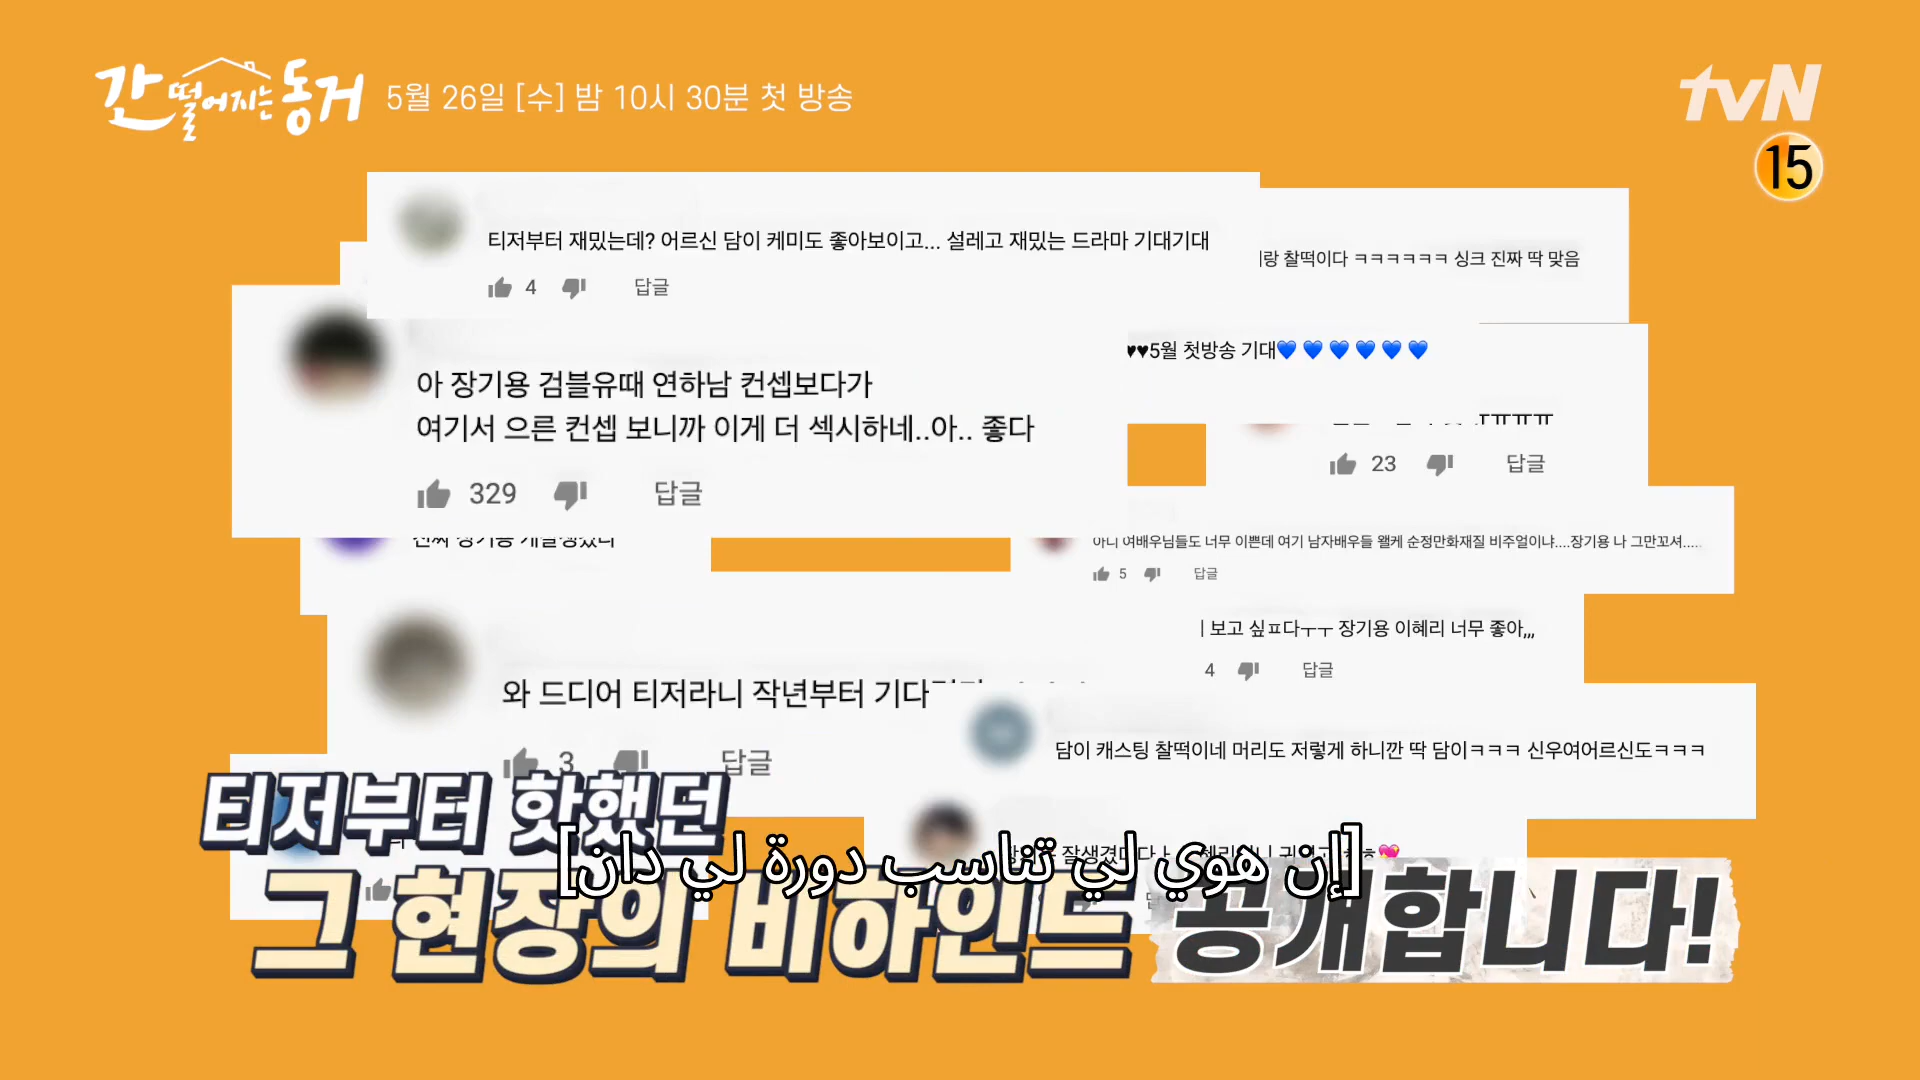 간 떨어지는 동거
5월 26일 [수] 밤 10시 30분 첫 방송
tvN
15
티저부터 재밌는데? 어르신 담이 케미도 좋아보이고... 설레고 재밌는 드라마 기대기대
4 답글
랑 찰떡이다 ㅋㅋㅋㅋㅋㅋ 싱크 진짜 딱 맞음
♥♥5월 첫방송 기대💙💙💙💙💙💙
아 장기용 검블유때 연하남 컨셉보다가
여기서 으른 컨셉 보니까 이게 더 섹시하네..아.. 좋다
329 답글
23 답글
아니 여배우님들도 너무 이쁜데 여기 남자배우들 왤케 순정만화재질 비주얼이냐....장기용 나 그만꼬셔.....
5 답글
보고 싶ㅍ다ㅜㅜ 장기용 이혜리 너무 좋아,,,
4 답글
와 드디어 티저라니 작년부터 기다
3 답글
담이 캐스팅 찰떡이네 머리도 저렇게 하니깐 딱 담이ㅋㅋㅋ 신우여어르신도ㅋㅋㅋ
티저부터 핫했던
[إن هوي لي تناسب دورة لي دان]
그 현장의 비하인드 공개합니다!